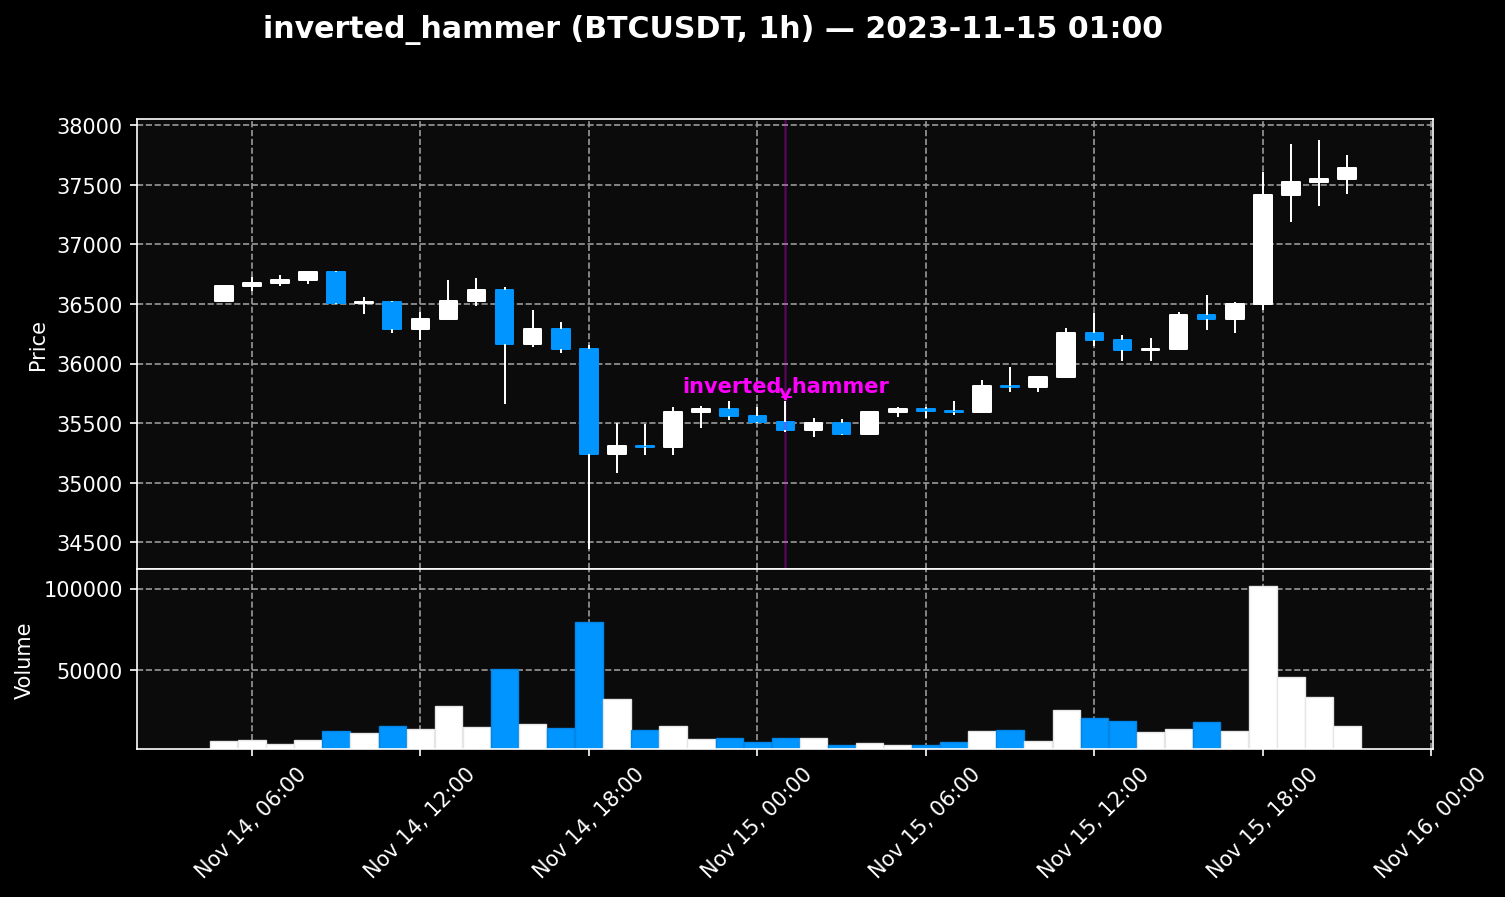 inverted_hammer (BTCUSDT, 1h) — 2023-11-15 01:00
38000
37500
37000
36500
36000
35500
35000
34500
Price
inverted_hammer
100000
50000
Volume
Nov 14, 06:00
Nov 14, 12:00
Nov 14, 18:00
Nov 15, 00:00
Nov 15, 06:00
Nov 15, 12:00
Nov 15, 18:00
Nov 16, 00:00